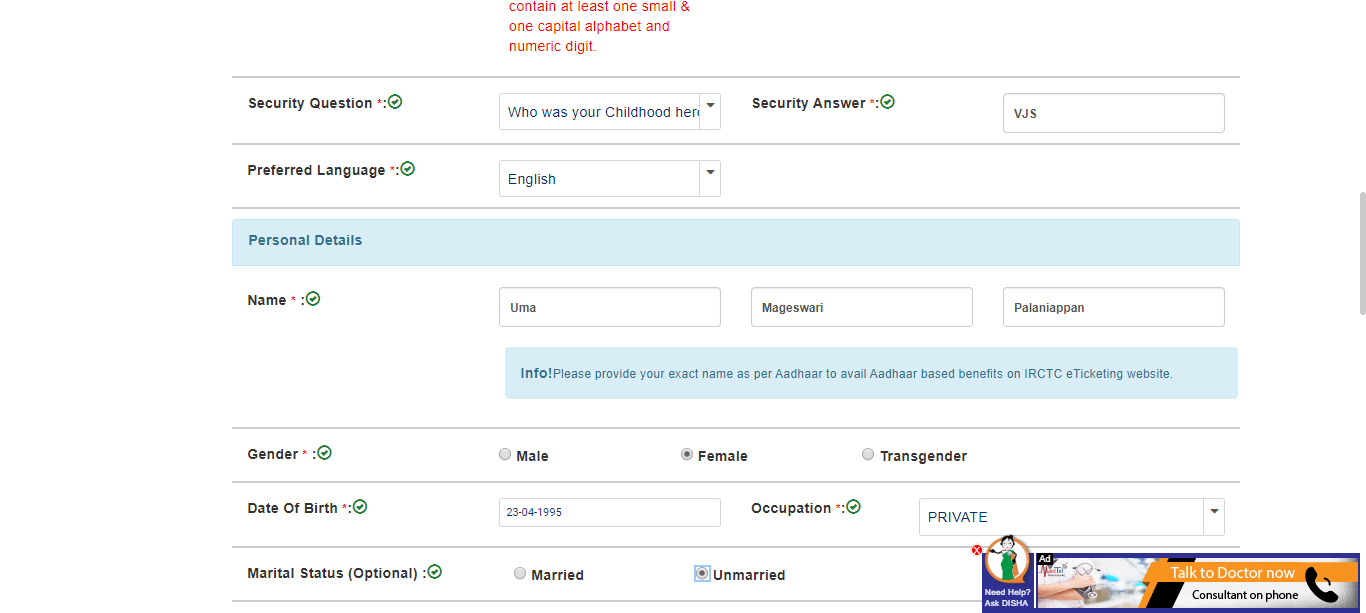 contain at least one small &
one capital alphabet and
numeric digit.
Security Question *:
Who was your Childhood hero
Security Answer *:
VJS
Preferred Language *:
English
Personal Details
Name * :
Uma
Mageswari
Palaniappan
Info!Please provide your exact name as per Aadhaar to avail Aadhaar based benefits on IRCTC eTicketing website.
Gender * :
Male
Female
Transgender
Date Of Birth *:
23-04-1995
Occupation *:
PRIVATE
Marital Status (Optional) :
Married
Unmarried
X
Need Help?
Ask DISHA
Ad
Talk to Doctor now
Consultant on phone